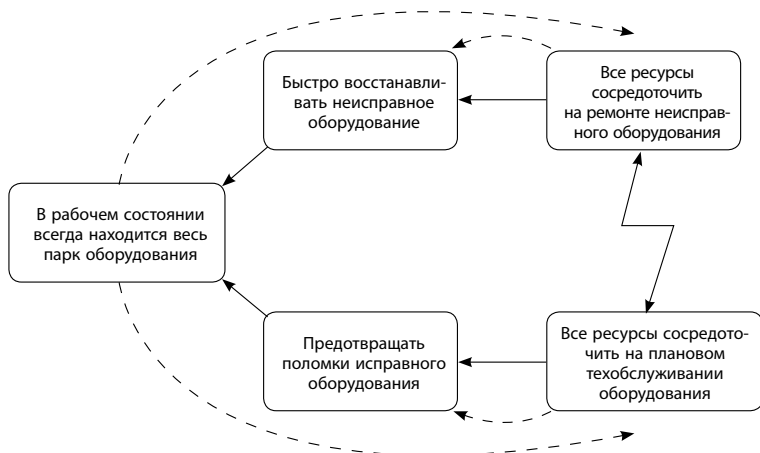 Быстро восстанавли-
вать неисправное
оборудование
Все ресурсы
сосредоточить
на ремонте неисправ-
ного оборудования
В рабочем состоянии
всегда находится весь
парк оборудования
Предотвращать
поломки исправного
оборудования
Все ресурсы сосредото-
чить на плановом
техобслуживании
оборудования